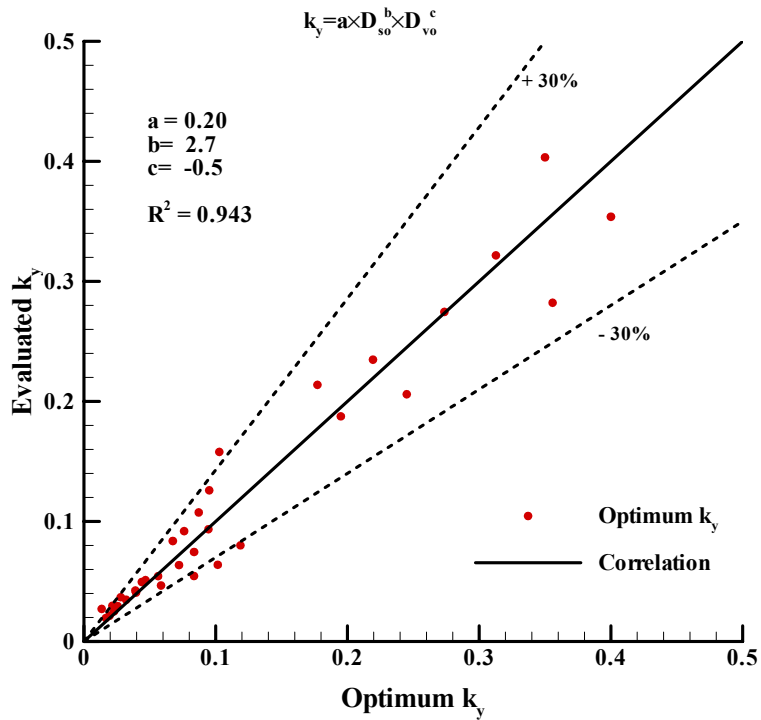 k_y=a×D_so^b×D_vo^c
0.5
0.4
0.3
0.2
0.1
0
Evaluated k_y
a = 0.20
b= 2.7
c= -0.5
R^2 = 0.943
+ 30%
- 30%
Optimum k_y
Correlation
0
0.1
0.2
0.3
0.4
0.5
Optimum k_y